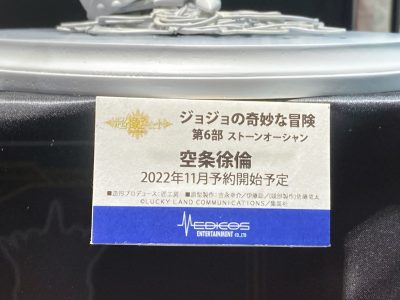 ジョジョの奇妙な冒険
第6部 ストーンオーシャン
空条徐倫
2022年11月予約開始予定
©LUCKY LAND COMMUNICATIONS／集英社
MEDICOS
ENTERTAINMENT CO.,LTD